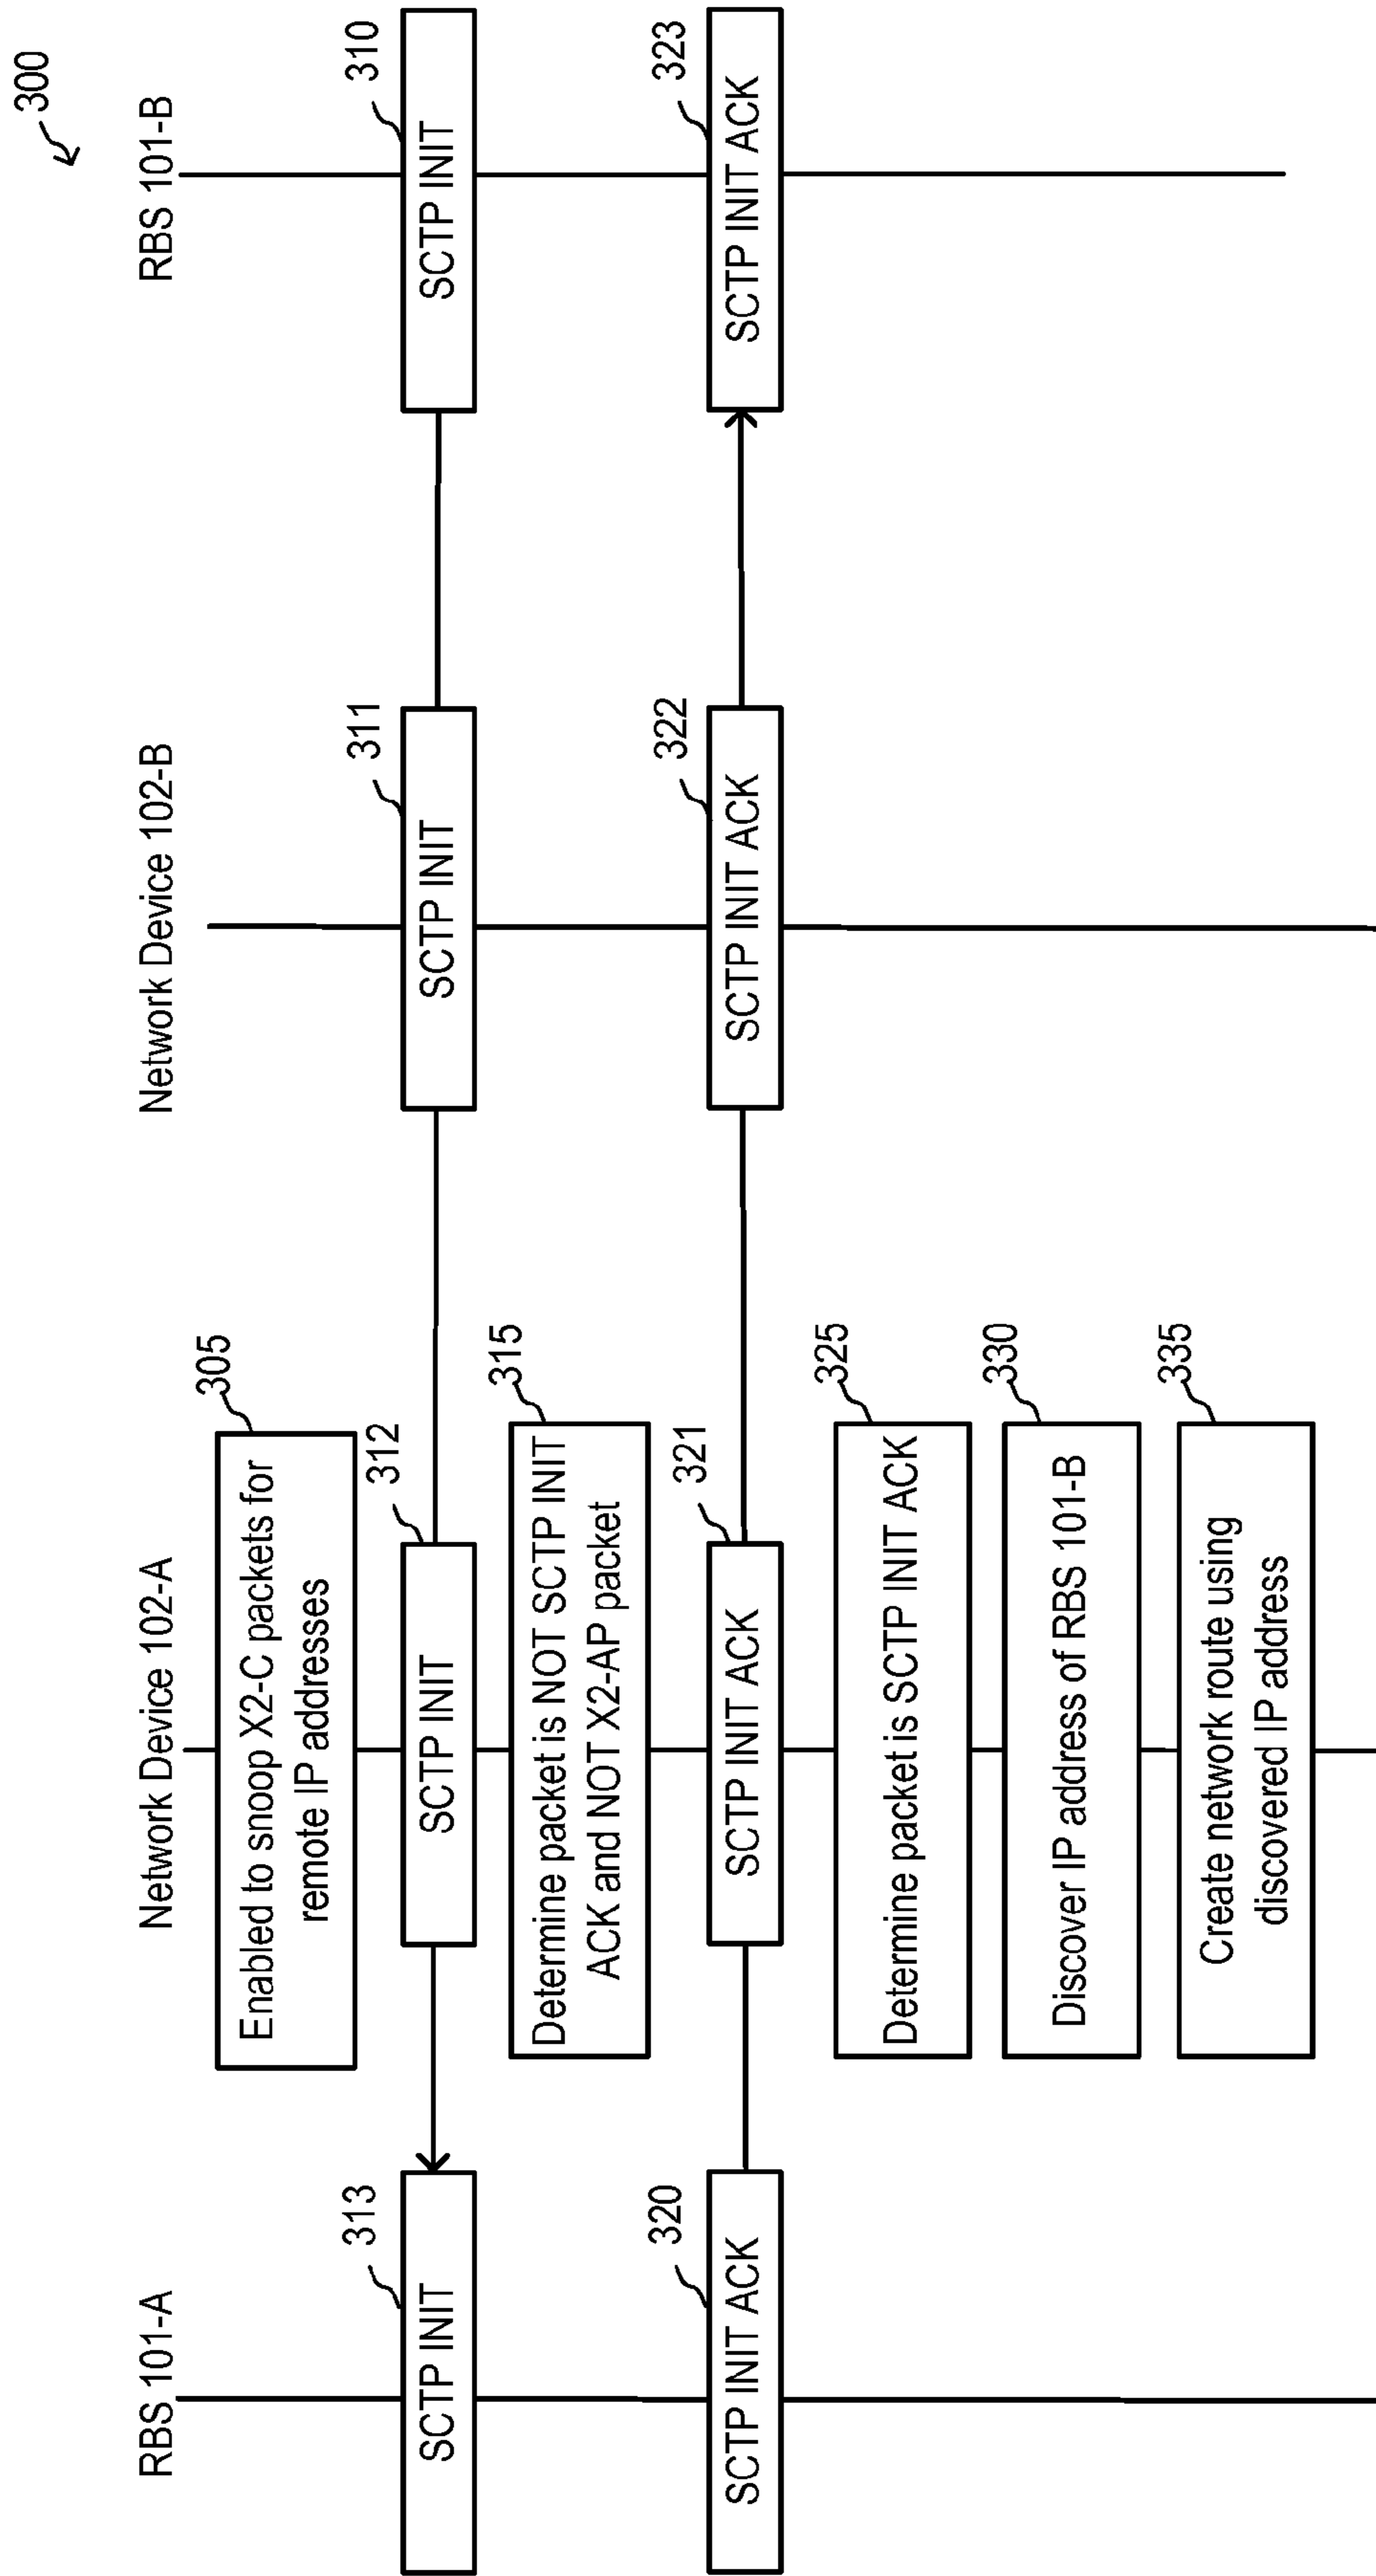 300
RBS 101-A
Network Device 102-A
Network Device 102-B
RBS 101-B
305
Enabled to snoop X2-C packets for
remote IP addresses
313
SCTP INIT
312
SCTP INIT
311
SCTP INIT
310
SCTP INIT
315
Determine packet is NOT SCTP INIT
ACK and NOT X2-AP packet
320
SCTP INIT ACK
321
SCTP INIT ACK
322
SCTP INIT ACK
323
SCTP INIT ACK
325
Determine packet is SCTP INIT ACK
330
Discover IP address of RBS 101-B
335
Create network route using
discovered IP address